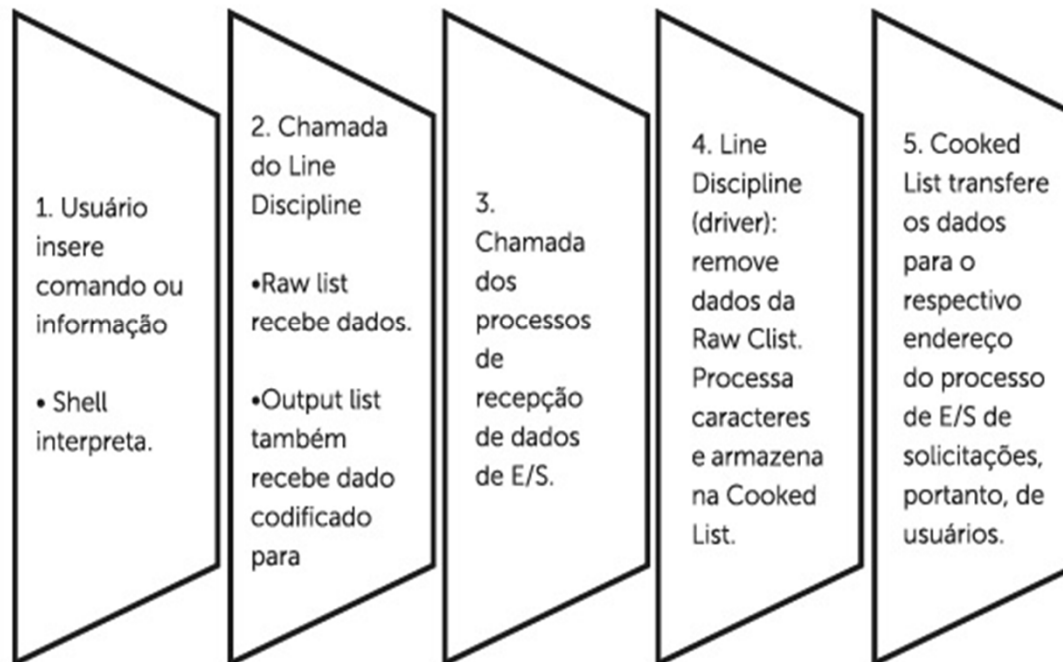 1. Usuário
insere
comando ou
informação
• Shell
interpreta.
2. Chamada
do Line
Discipline
•Raw list
recebe dados.
•Output list
também
recebe dado
codificado
para
3.
Chamada
dos
processos
de
recepção
de dados
de E/S.
4. Line
Discipline
(driver):
remove
dados da
Raw Clist.
Processa
caracteres
e armazena
na Cooked
List.
5. Cooked
List transfere
os dados
para o
respectivo
endereço
do processo
de E/S de
solicitações,
portanto, de
usuários.